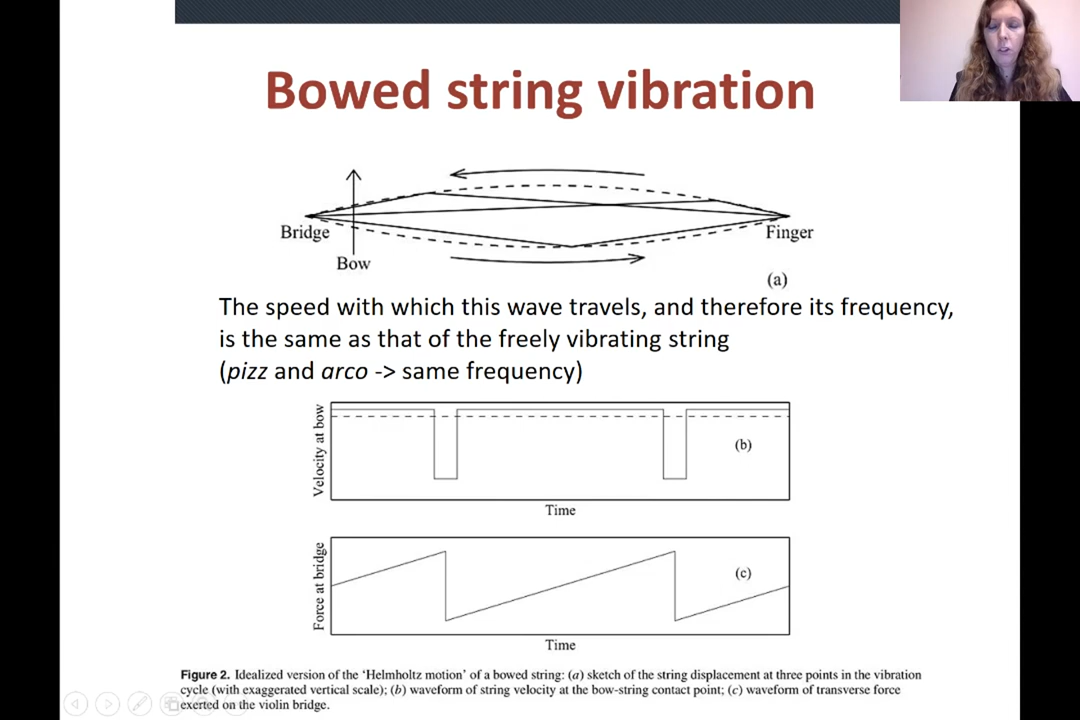 Bowed string vibration
Bridge
Finger
Bow
(a)
The speed with which this wave travels, and therefore its frequency,
is the same as that of the freely vibrating string
(pizz and arco -> same frequency)
Velocity at bow
(b)
Time
Force at bridge
(c)
Time
Figure 2. Idealized version of the ‘Helmholtz motion’ of a bowed string: (a) sketch of the string displacement at three points in the vibration
cycle (with exaggerated vertical scale); (b) waveform of string velocity at the bow-string contact point; (c) waveform of transverse force
exerted on the violin bridge.